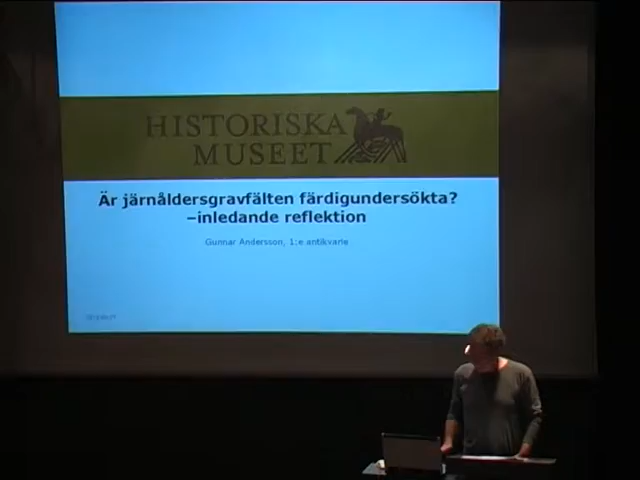 HISTORISKA
MUSEET
Är järnåldersgravfälten färdigundersökta?
–inledande reflektion
Gunnar Andersson, 1:e antikvarie